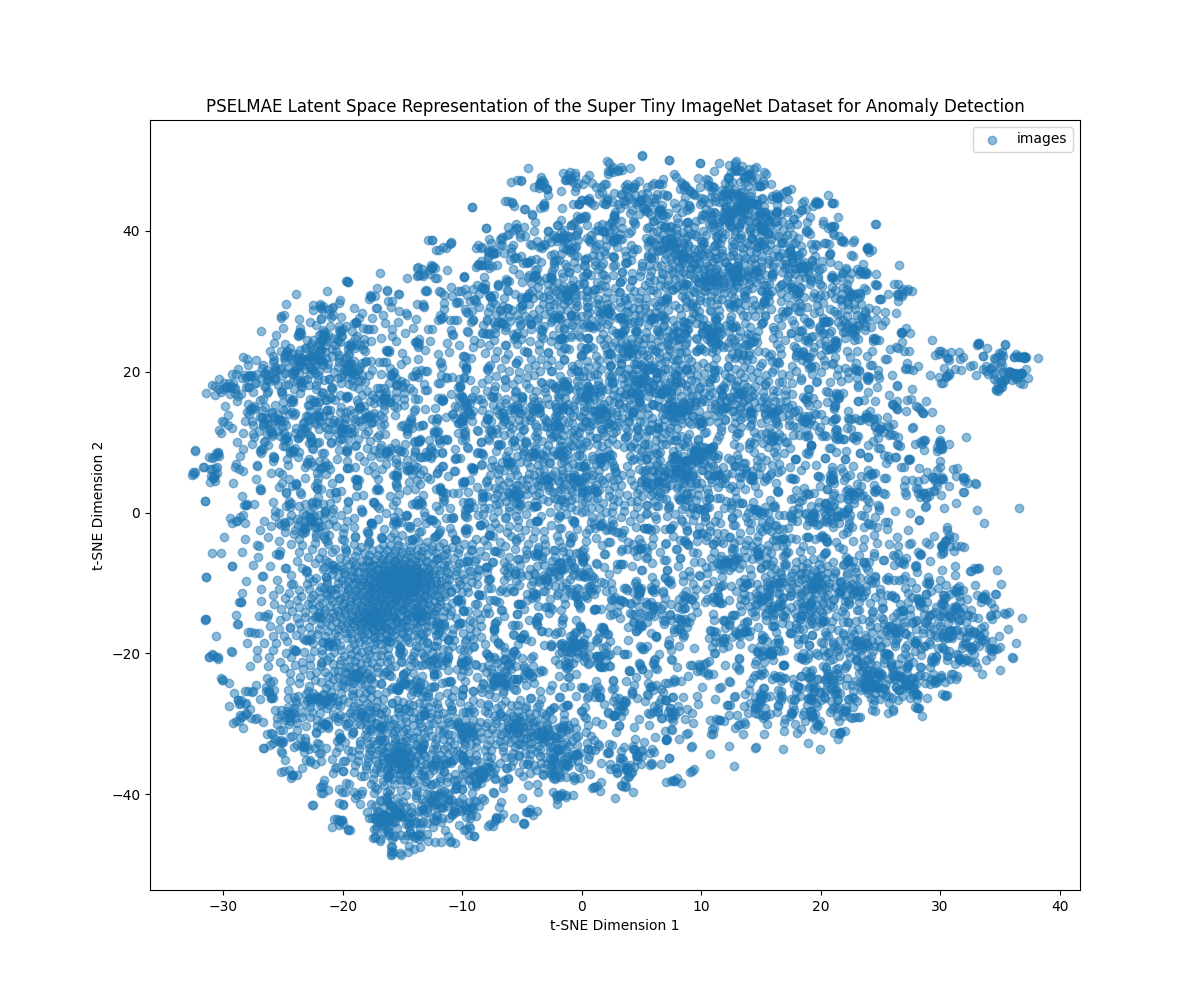 PSELMAE Latent Space Representation of the Super Tiny ImageNet Dataset for Anomaly Detection
images
40
20
0
−20
−40
t-SNE Dimension 2
−30 −20 −10 0 10 20 30 40
t-SNE Dimension 1